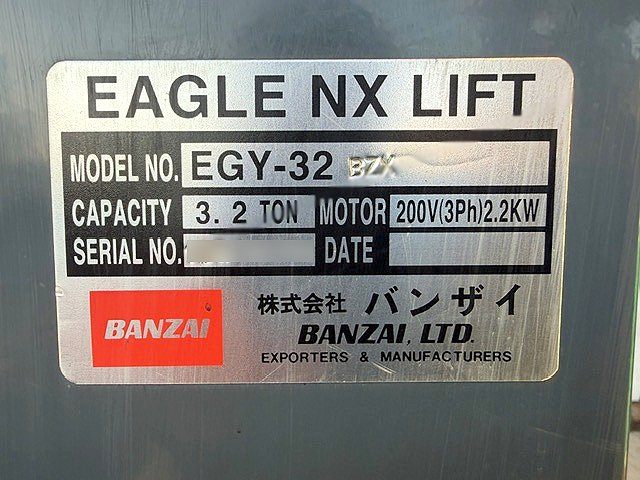 EAGLE NX LIFT
MODEL NO. EGY-32 BZX
CAPACITY 3.2 TON MOTOR 200V(3Ph)2.2KW
SERIAL NO. DATE
BANZAI 株式会社 バンザイ
BANZAI, LTD.
EXPORTERS & MANUFACTURERS